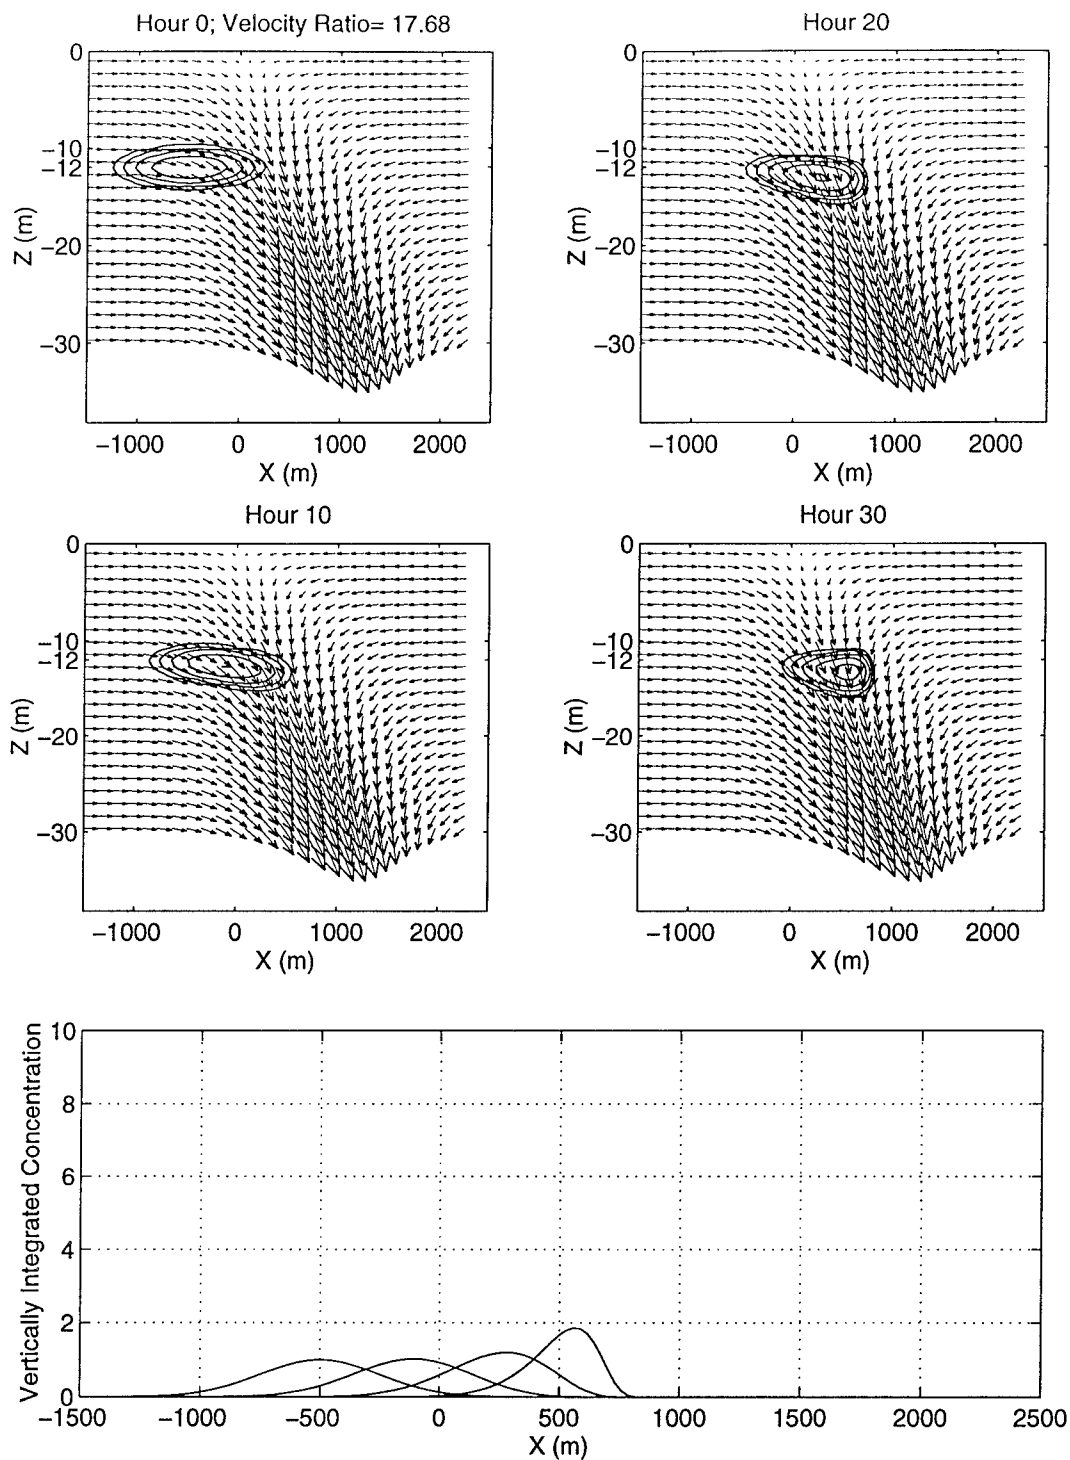 Hour 0; Velocity Ratio= 17.68
0
−10
−12
−20
−30
Z (m)
−1000 0 1000 2000
X (m)
Hour 20
0
−10
−12
−20
−30
Z (m)
−1000 0 1000 2000
X (m)
Hour 10
0
−10
−12
−20
−30
Z (m)
−1000 0 1000 2000
X (m)
Hour 30
0
−10
−12
−20
−30
Z (m)
−1000 0 1000 2000
X (m)
Vertically Integrated Concentration
10
8
6
4
2
0
−1500 −1000 −500 0 500 1000 1500 2000 2500
X (m)